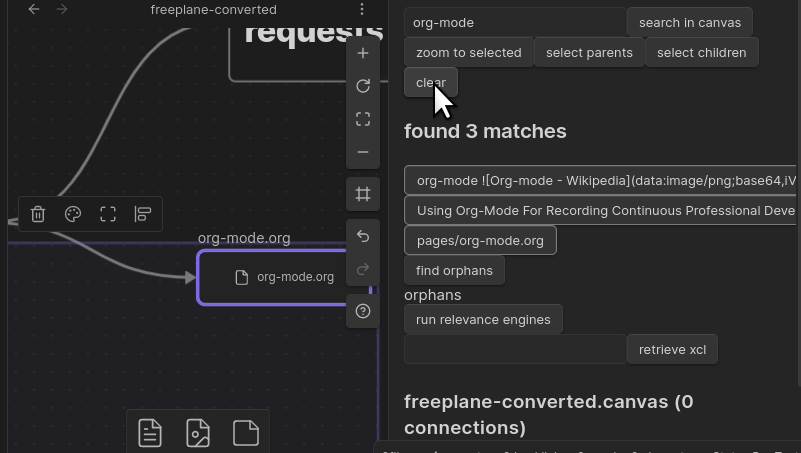 freeplane-converted
requests
org-mode.org
org-mode.org
org-mode
search in canvas
zoom to selected
select parents
select children
clear
found 3 matches
org-mode ![Org-mode - Wikipedia](data:image/png;base64,iV
Using Org-Mode For Recording Continuous Professional Deve
pages/org-mode.org
find orphans
orphans
run relevance engines
retrieve xcl
freeplane-converted.canvas (0
connections)